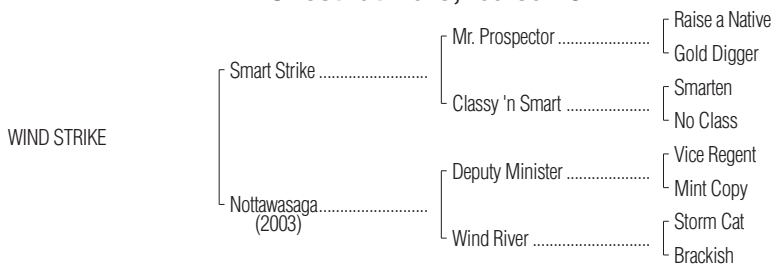 Raise a Native
Mr. Prospector ....................
Gold Digger
Smart Strike ........................
Smarten
Classy 'n Smart ..................
No Class
WIND STRIKE
Vice Regent
Deputy Minister ..................
Mint Copy
Nottawasaga........................
(2003)
Storm Cat
Wind River .........................
Brackish